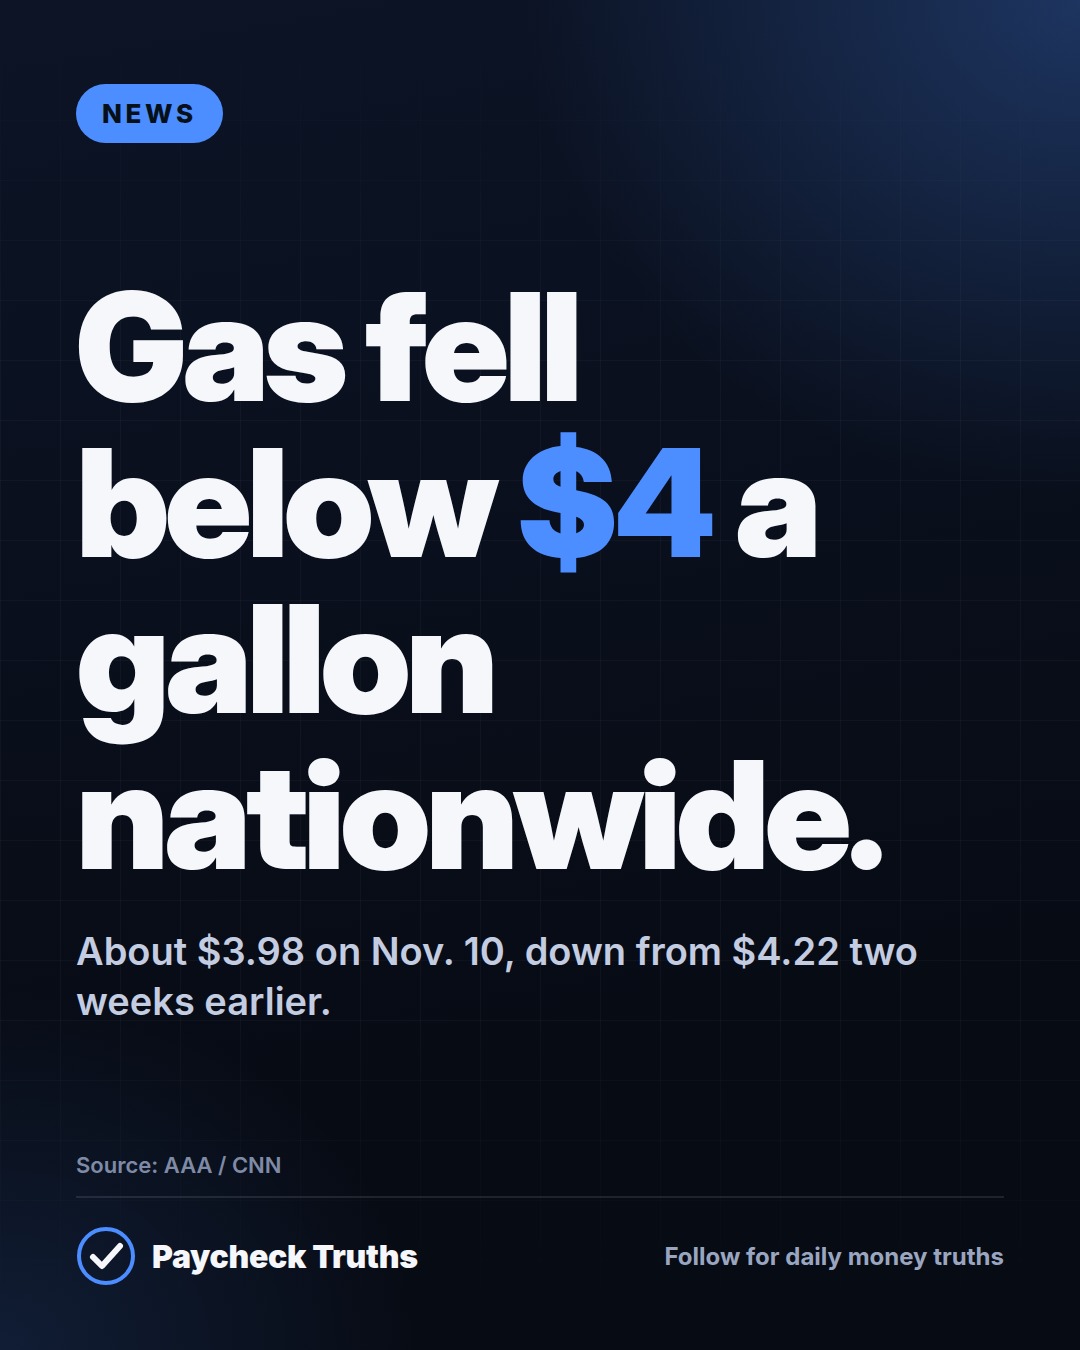 NEWS
Gas fell
below $4 a
gallon
nationwide.
About $3.98 on Nov. 10, down from $4.22 two
weeks earlier.
Source: AAA / CNN
Paycheck Truths
Follow for daily money truths